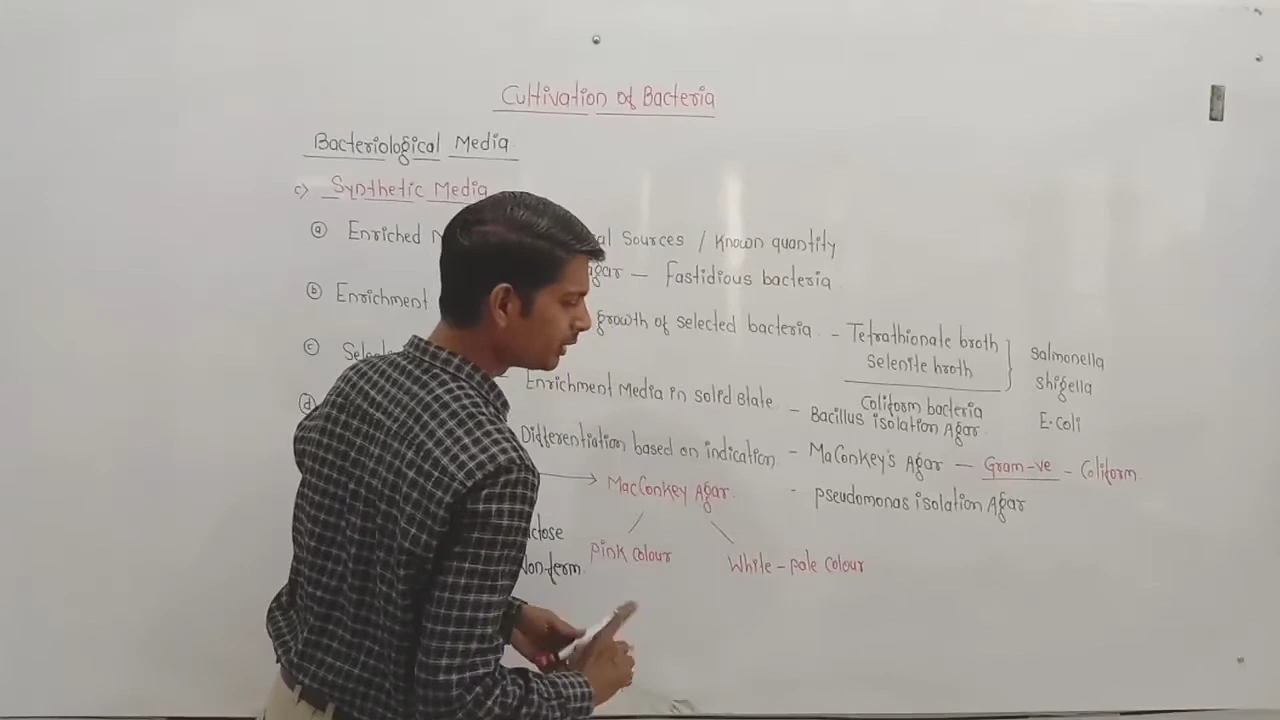 Cultivation of Bacteria
Bacteriological Media
c) Synthetic Media
(a) Enriched al Sources / Known quantity
agar — Fastidious bacteria
(b) Enrichment growth of selected bacteria - Tetrathionate broth
Selenite broth
Coliform bacteria
Salmonella
Shigella
E.Coli
(c) Enrichment Media in Solid State - Bacillus isolation Agar
(d) Differentiation based on indication - MaConkey's Agar — Gram-ve - Coliform
- pseudomonas isolation Agar
→ MacConkey Agar
ctose
Non-ferm.
Pink colour
White - pale colour